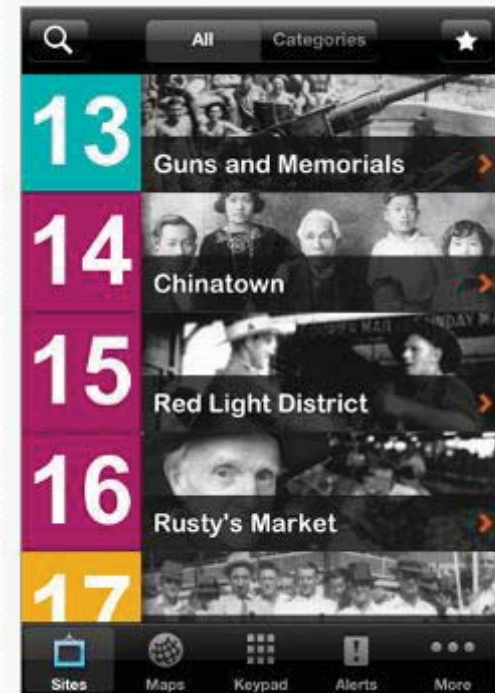 All Categories
13 Guns and Memorials
14 Chinatown
15 Red Light District
16 Rusty's Market
17
Sites Maps Keypad Alerts More